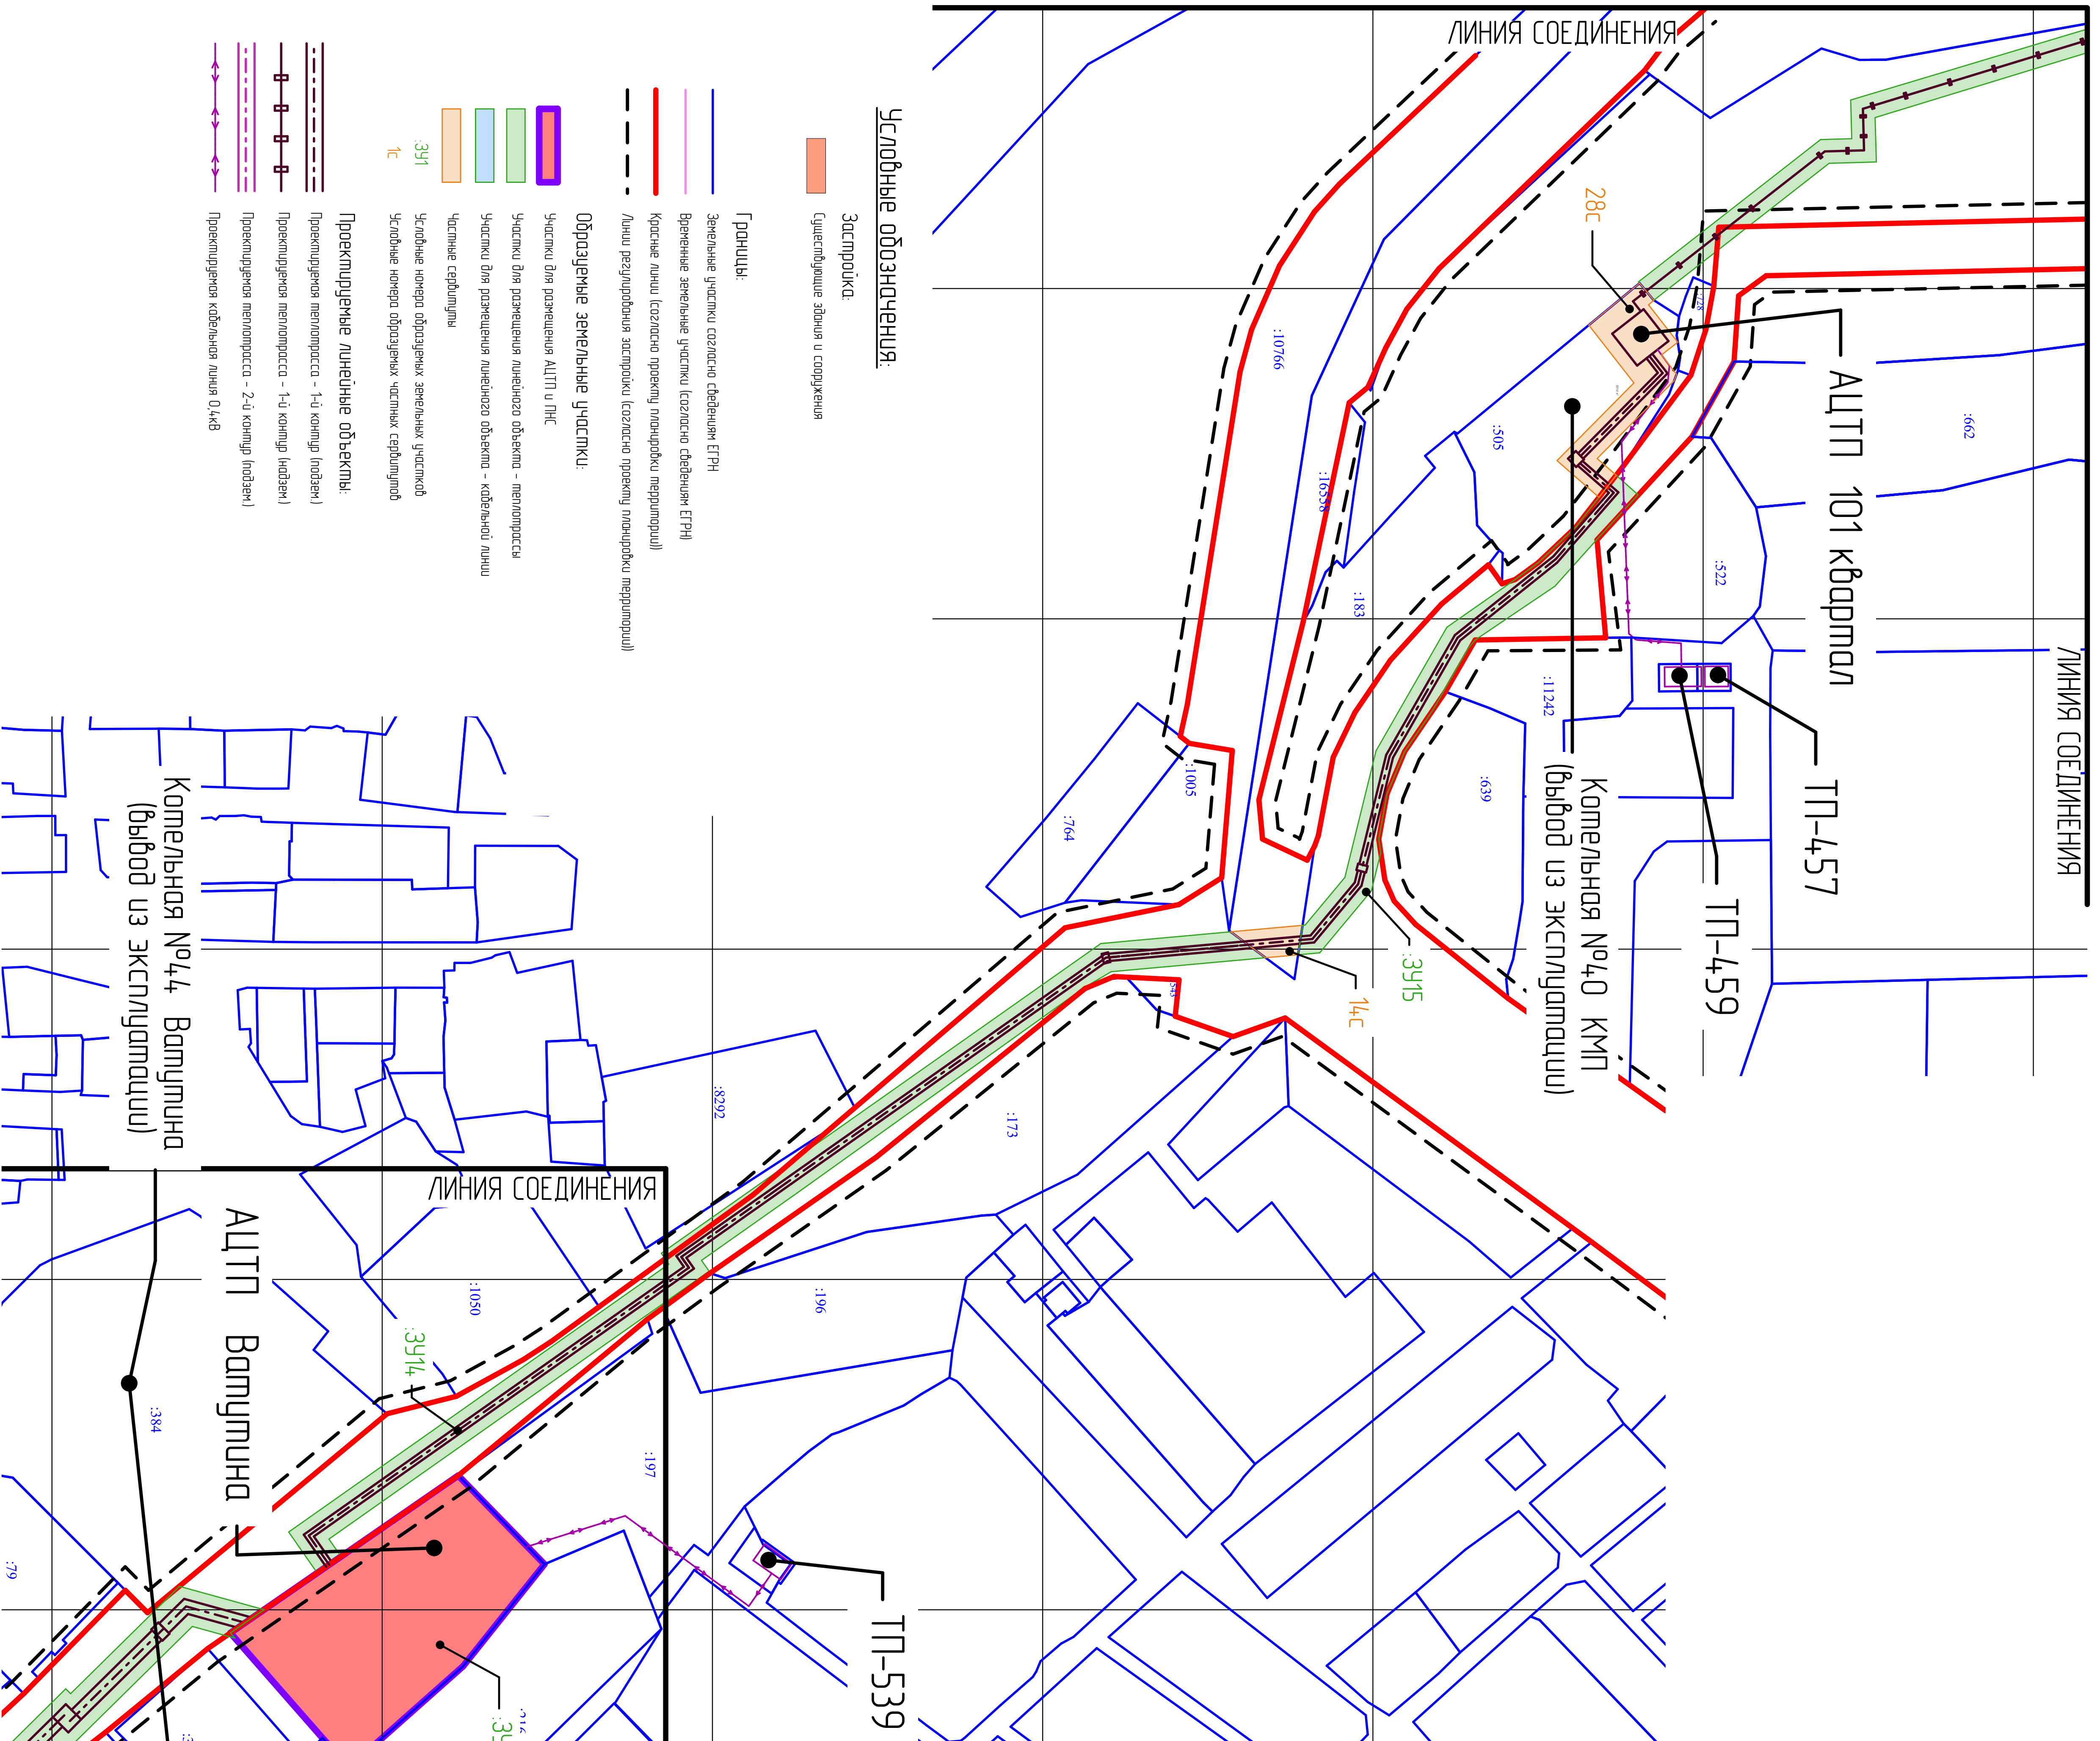 ЛИНИЯ СОЕДИНЕНИЯ
ЛИНИЯ СОЕДИНЕНИЯ
28с
:728
АЦТП 101 квартал
:662
:10766
:505
:16558
:183
:522
:11242
:639
:1005
:764
ТП-457
ТП-459
Котельная №40 КМП
(вывод из эксплуатации)
:ЗУ15
14с
:543
:173
:8292
:196
Котельная №44 Ватутина
(вывод из эксплуатации)
ЛИНИЯ СОЕДИНЕНИЯ
АЦТП Ватутина
:1050
:ЗУ14
:384
:197
:79
ТП-539
Условные обозначения:
Застройка:
Существующие здания и сооружения
Границы:
Земельные участки согласно сведениям ЕГРН
Временные земельные участки (согласно сведениям ЕГРН)
Красные линии (согласно проекту планировки территории))
Линии регулирования застройки (согласно проекту планировки территории))
Образуемые земельные участки:
Участки для размещения АЦТП и ПНС
Участки для размещения линейного объекта - теплотрассы
Участки для размещения линейного объекта - кабельной линии
Частные сервитуты
:ЗУ1 Условные номера образуемых земельных участков
1с Условные номера образуемых частных сервитутов
Проектируемые линейные объекты:
Проектируемая теплотрасса - 1-й контур (подзем.)
Проектируемая теплотрасса - 1-й контур (надзем.)
Проектируемая теплотрасса - 2-й контур (подзем.)
Проектируемая кабельная линия 0,4кВ